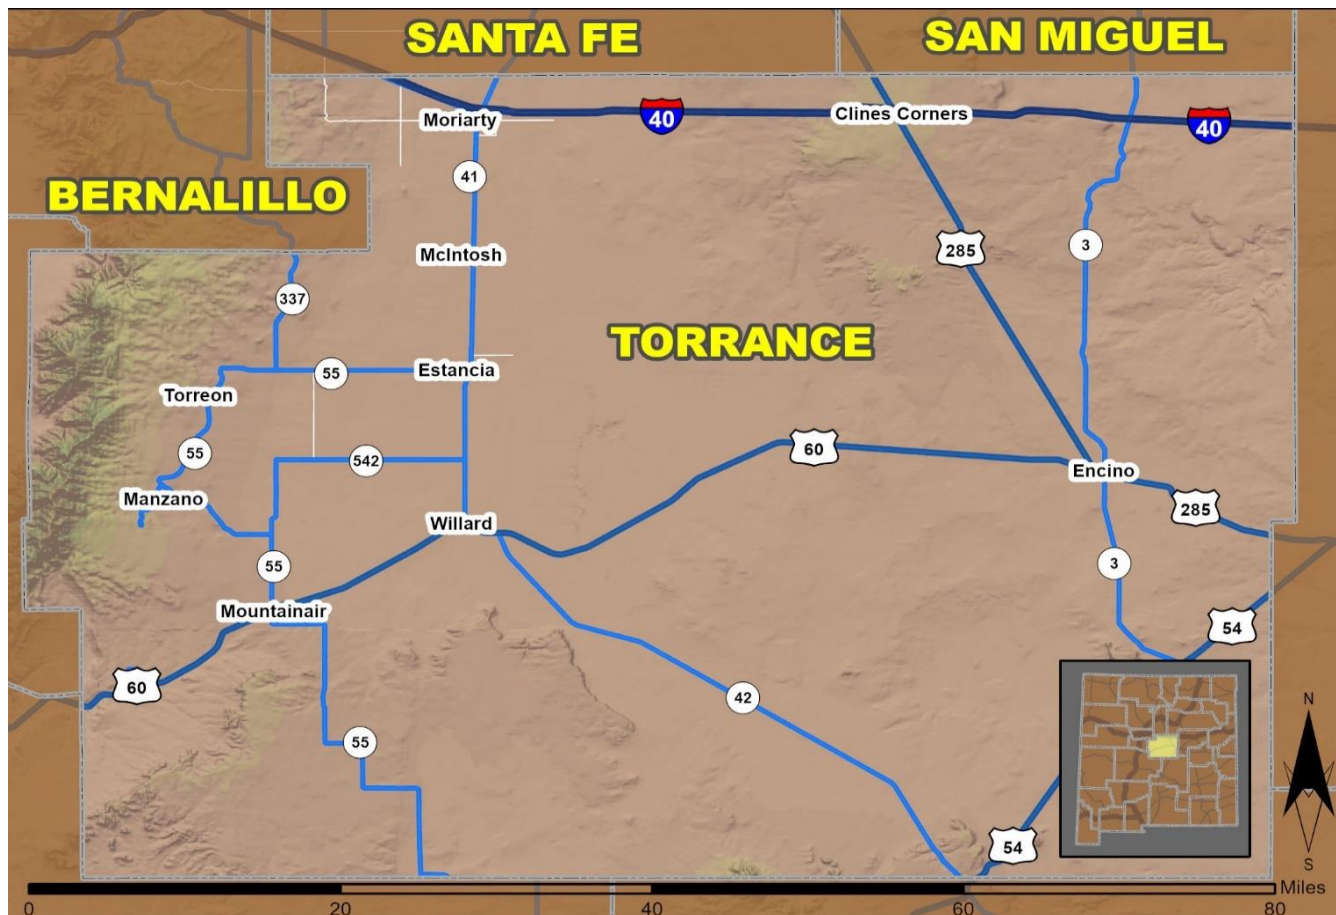 SANTA FE
SAN MIGUEL
Moriarty
40
Clines Corners
40
41
BERNALILLO
McIntosh
285
3
337
TORRANCE
Estancia
55
Torreon
60
55
542
Encino
Manzano
285
Willard
55
3
Mountainair
54
60
42
55
N
54
S
Miles
0
20
40
60
80